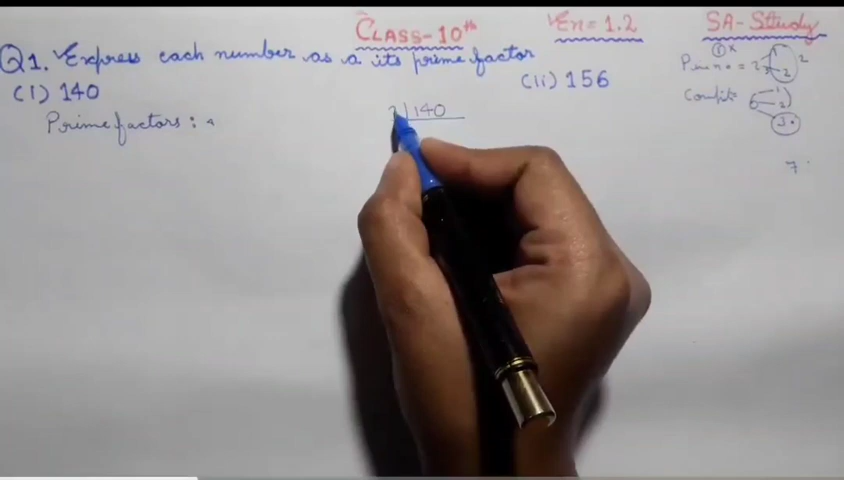 CLASS-10th
Ex= 1.2
SA-Study
Q1. Express each number as a its prime factor
(i) 140
(ii) 156
Prime factors :
2 | 140
7